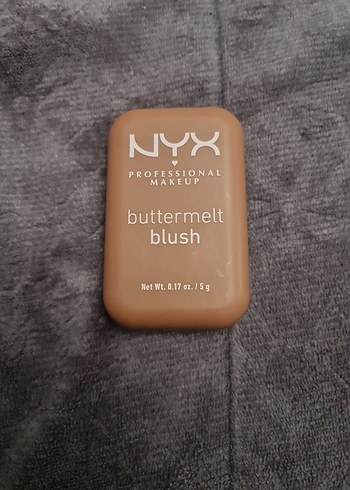 NYX
PROFESSIONAL
MAKEUP
buttermelt
blush
Net Wt. 0.17 oz. / 5 g